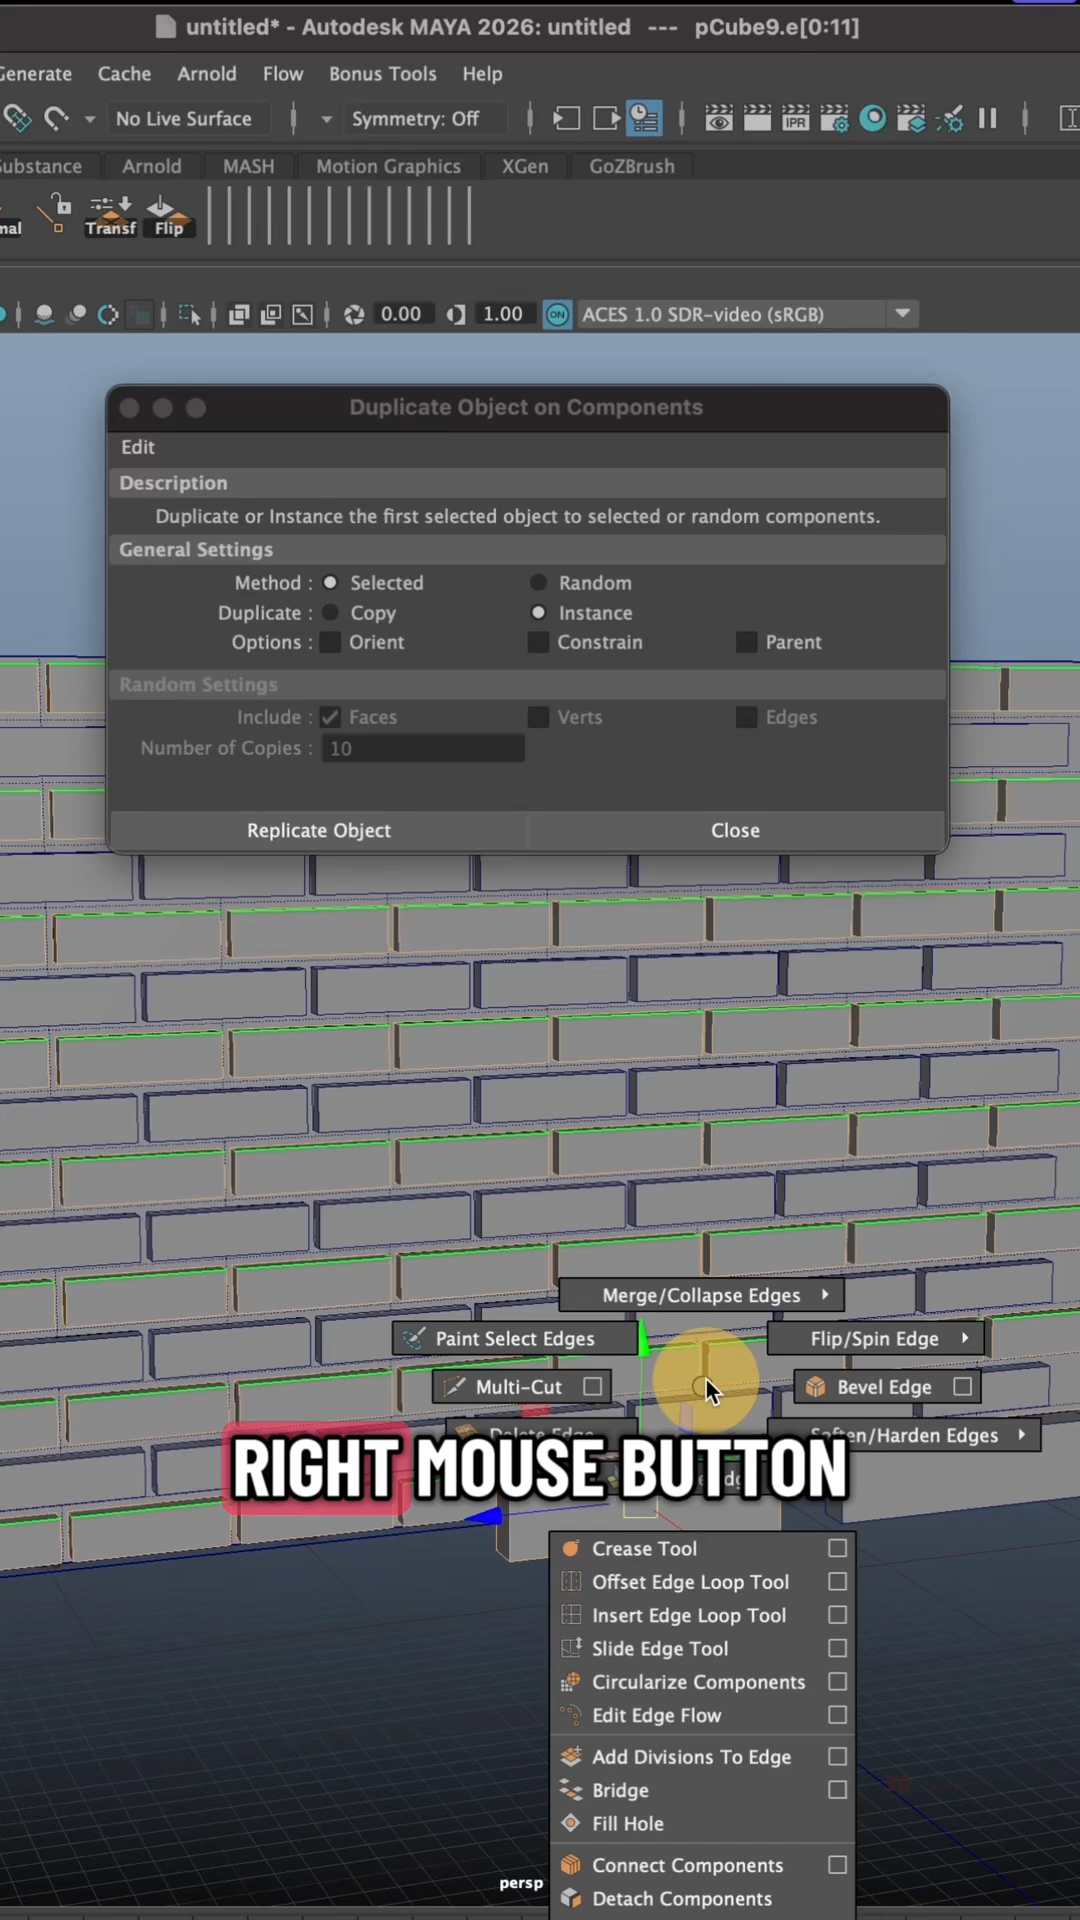 untitled* - Autodesk MAYA 2026: untitled --- pCube9.e[0:11]
Generate Cache Arnold Flow Bonus Tools Help
No Live Surface Symmetry: Off IPR
Substance Arnold MASH Motion Graphics XGen GoZBrush
Transf Flip
0.00 1.00 ON ACES 1.0 SDR-video (sRGB)
Duplicate Object on Components
Edit
Description
Duplicate or Instance the first selected object to selected or random components.
General Settings
Method : Selected Random
Duplicate : Copy Instance
Options : Orient Constrain Parent
Random Settings
Include : Faces Verts Edges
Number of Copies : 10
Replicate Object Close
Merge/Collapse Edges
Paint Select Edges Flip/Spin Edge
Multi-Cut Bevel Edge
Delete Edge Soften/Harden Edges
RIGHT MOUSE BUTTON
Crease Tool
Offset Edge Loop Tool
Insert Edge Loop Tool
Slide Edge Tool
Circularize Components
Edit Edge Flow
Add Divisions To Edge
Bridge
Fill Hole
Connect Components
Detach Components
persp